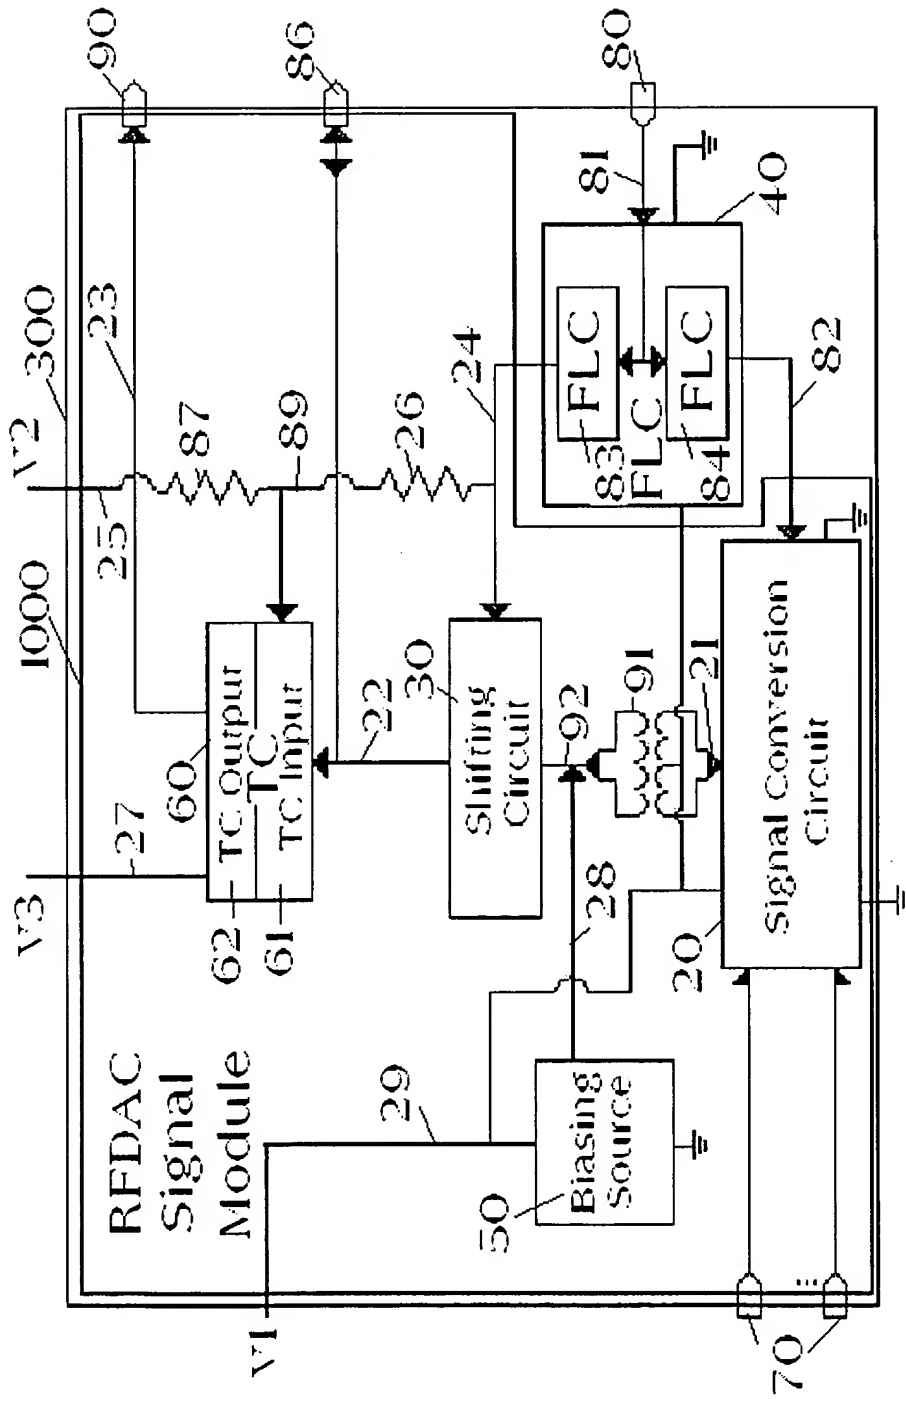 RFDAC
Signal
Module
V1
V3
V2
1000
300
90
86
80
27
25
23
87
89
26
24
81
40
60
62
61
TC Output
TC
TC Input
22
30
Shifting
Circuit
92
91
21
28
29
50
Biasing
Source
20
Signal Conversion
Circuit
FLC
FLC
FLC
83
84
82
70
...